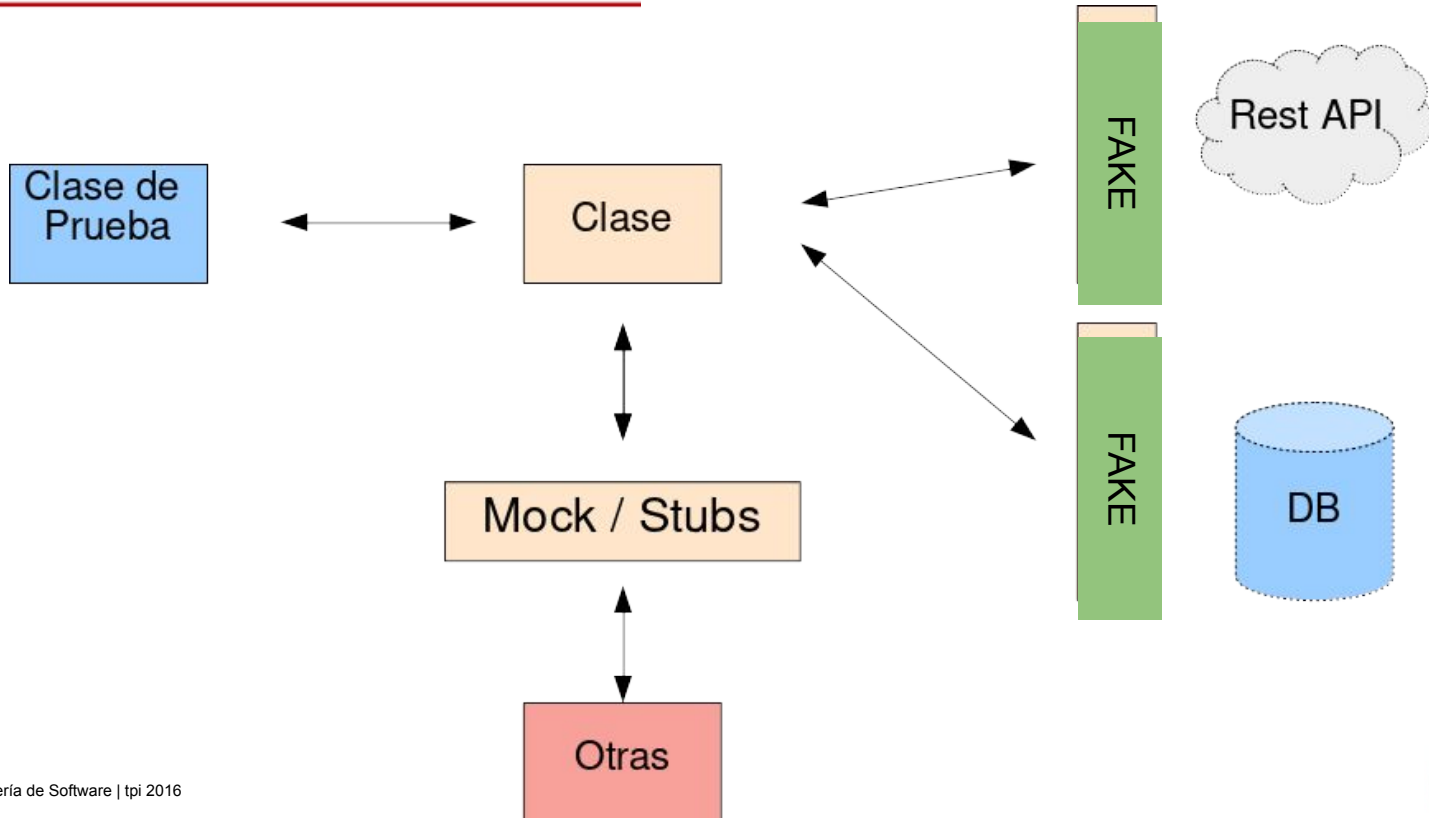 FAKE
Rest API
Clase de
Prueba
Clase
Mock / Stubs
FAKE
DB
Otras
ería de Software | tpi 2016